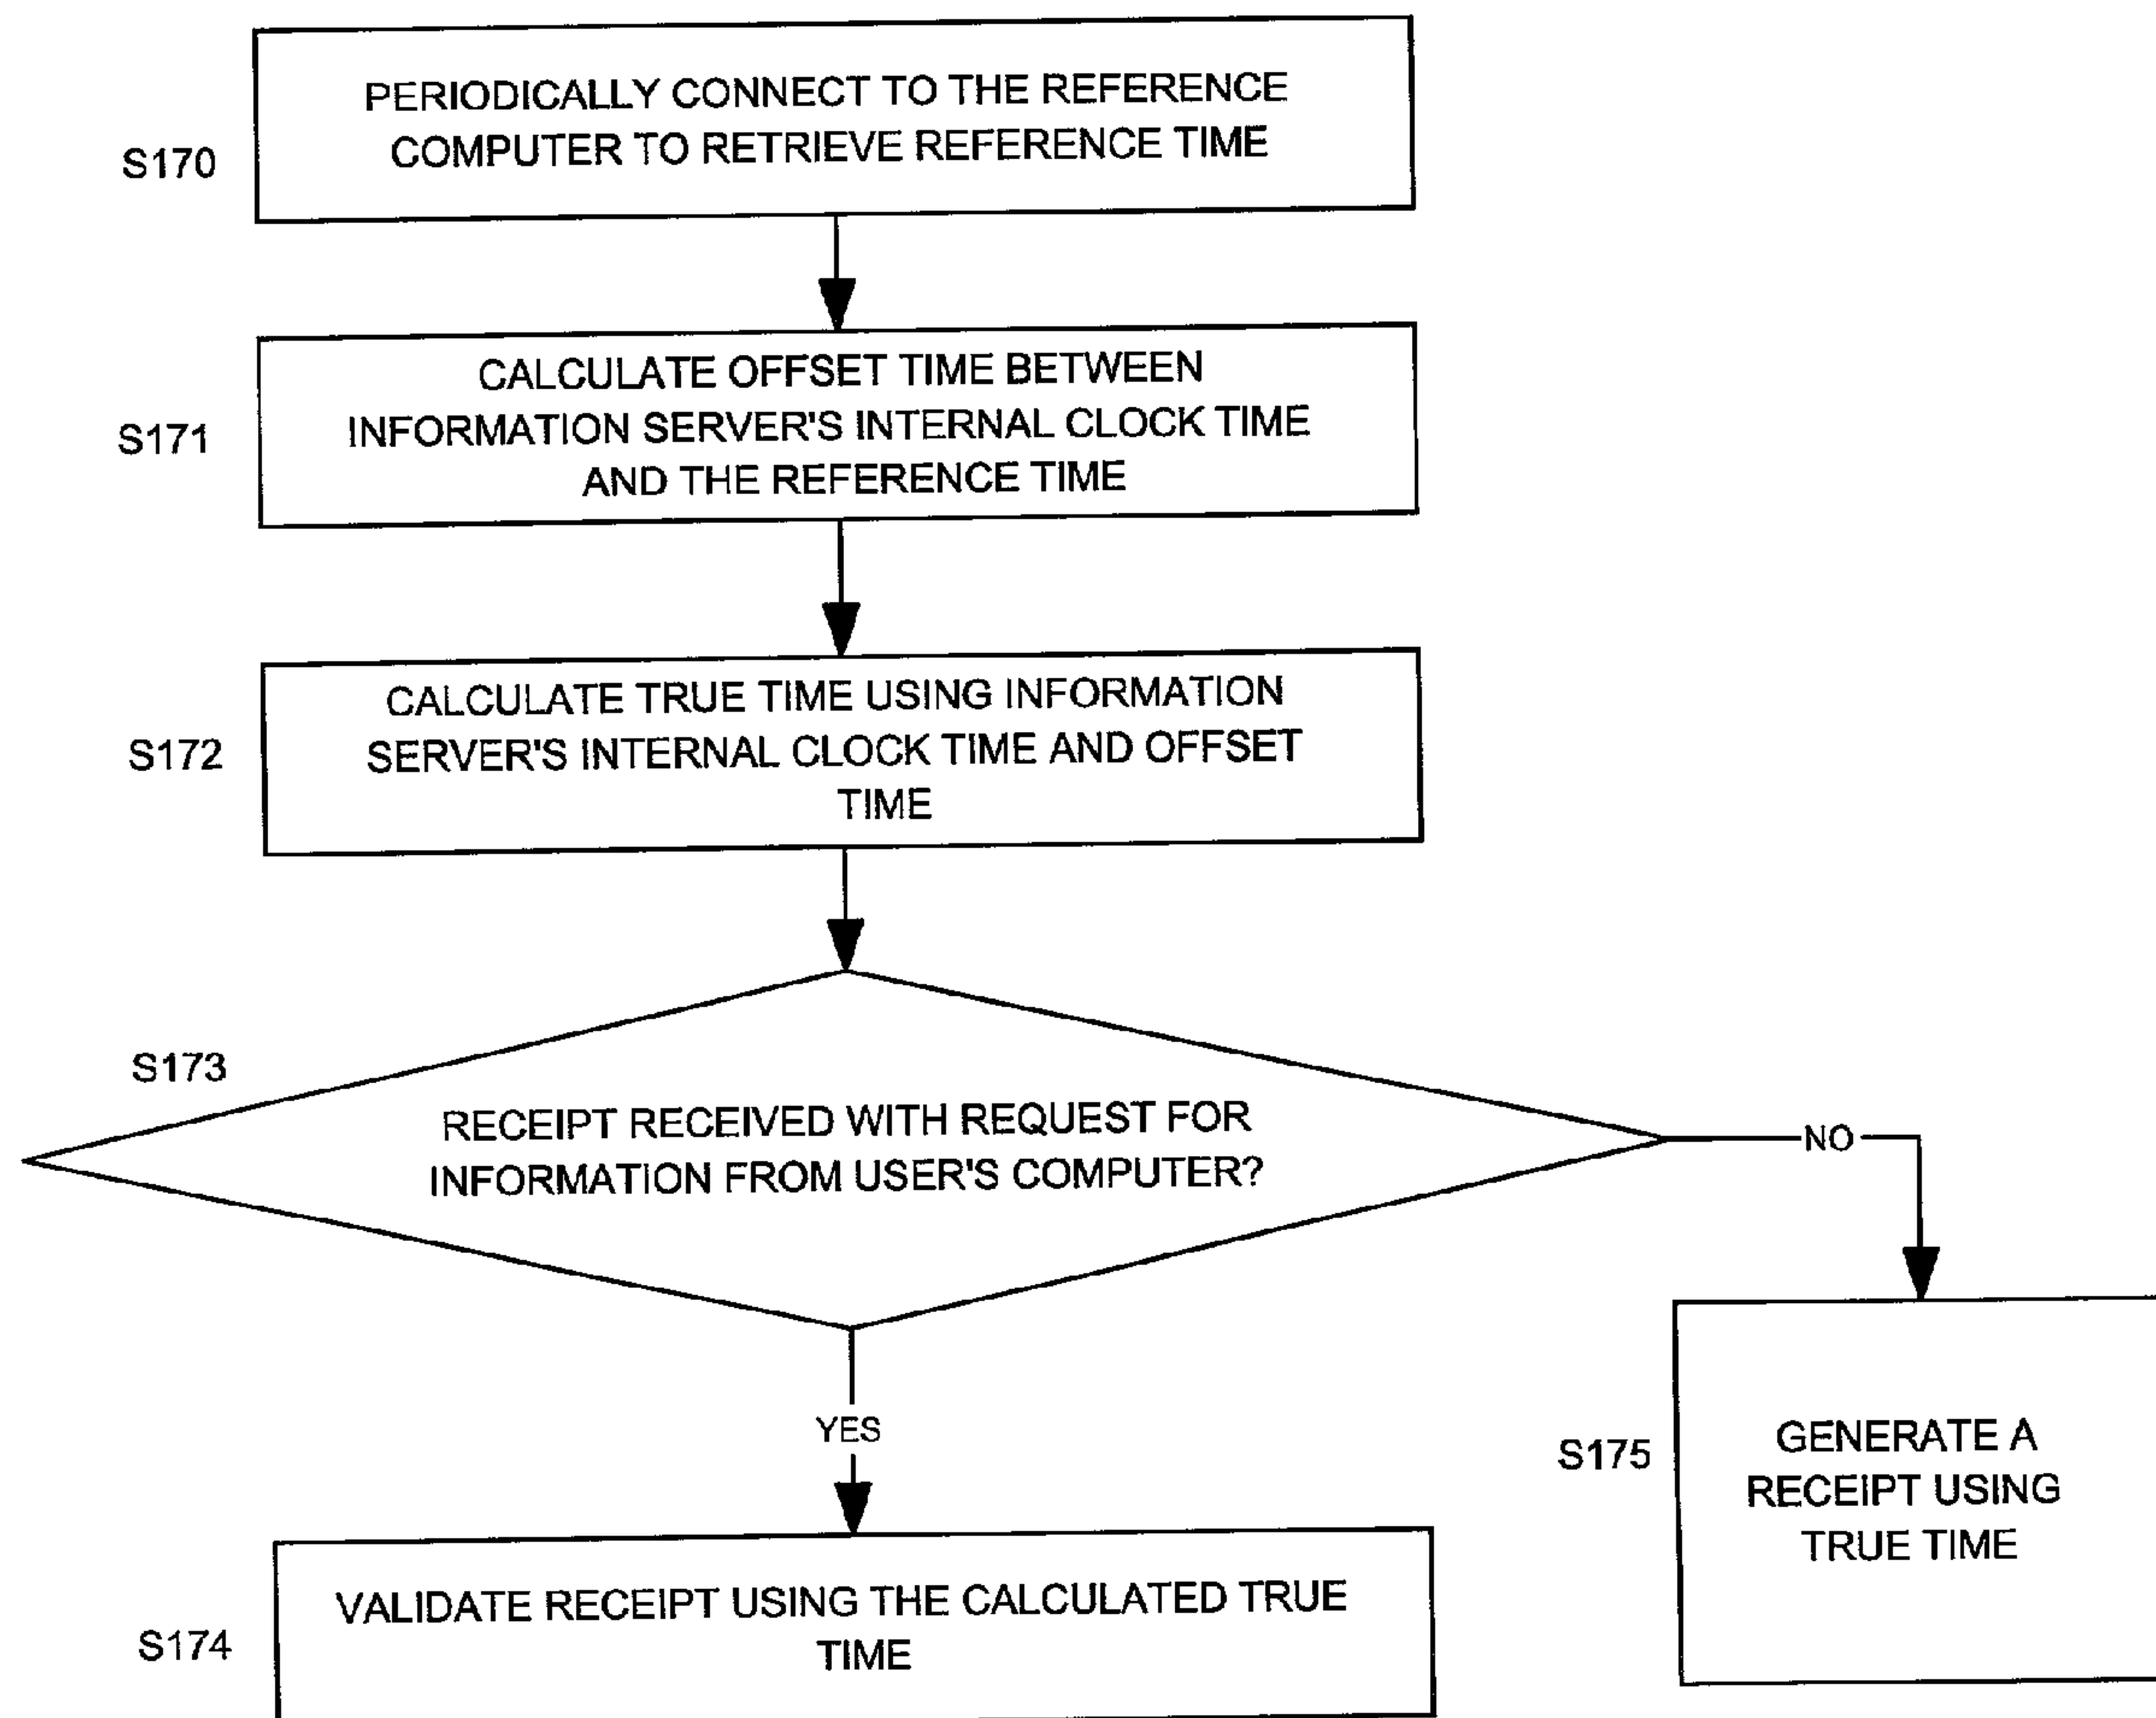 PERIODICALLY CONNECT TO THE REFERENCE
COMPUTER TO RETRIEVE REFERENCE TIME
S170
CALCULATE OFFSET TIME BETWEEN
INFORMATION SERVER'S INTERNAL CLOCK TIME
AND THE REFERENCE TIME
S171
CALCULATE TRUE TIME USING INFORMATION
SERVER'S INTERNAL CLOCK TIME AND OFFSET
TIME
S172
S173
RECEIPT RECEIVED WITH REQUEST FOR
INFORMATION FROM USER'S COMPUTER?
NO
YES
S175
GENERATE A
RECEIPT USING
TRUE TIME
VALIDATE RECEIPT USING THE CALCULATED TRUE
TIME
S174